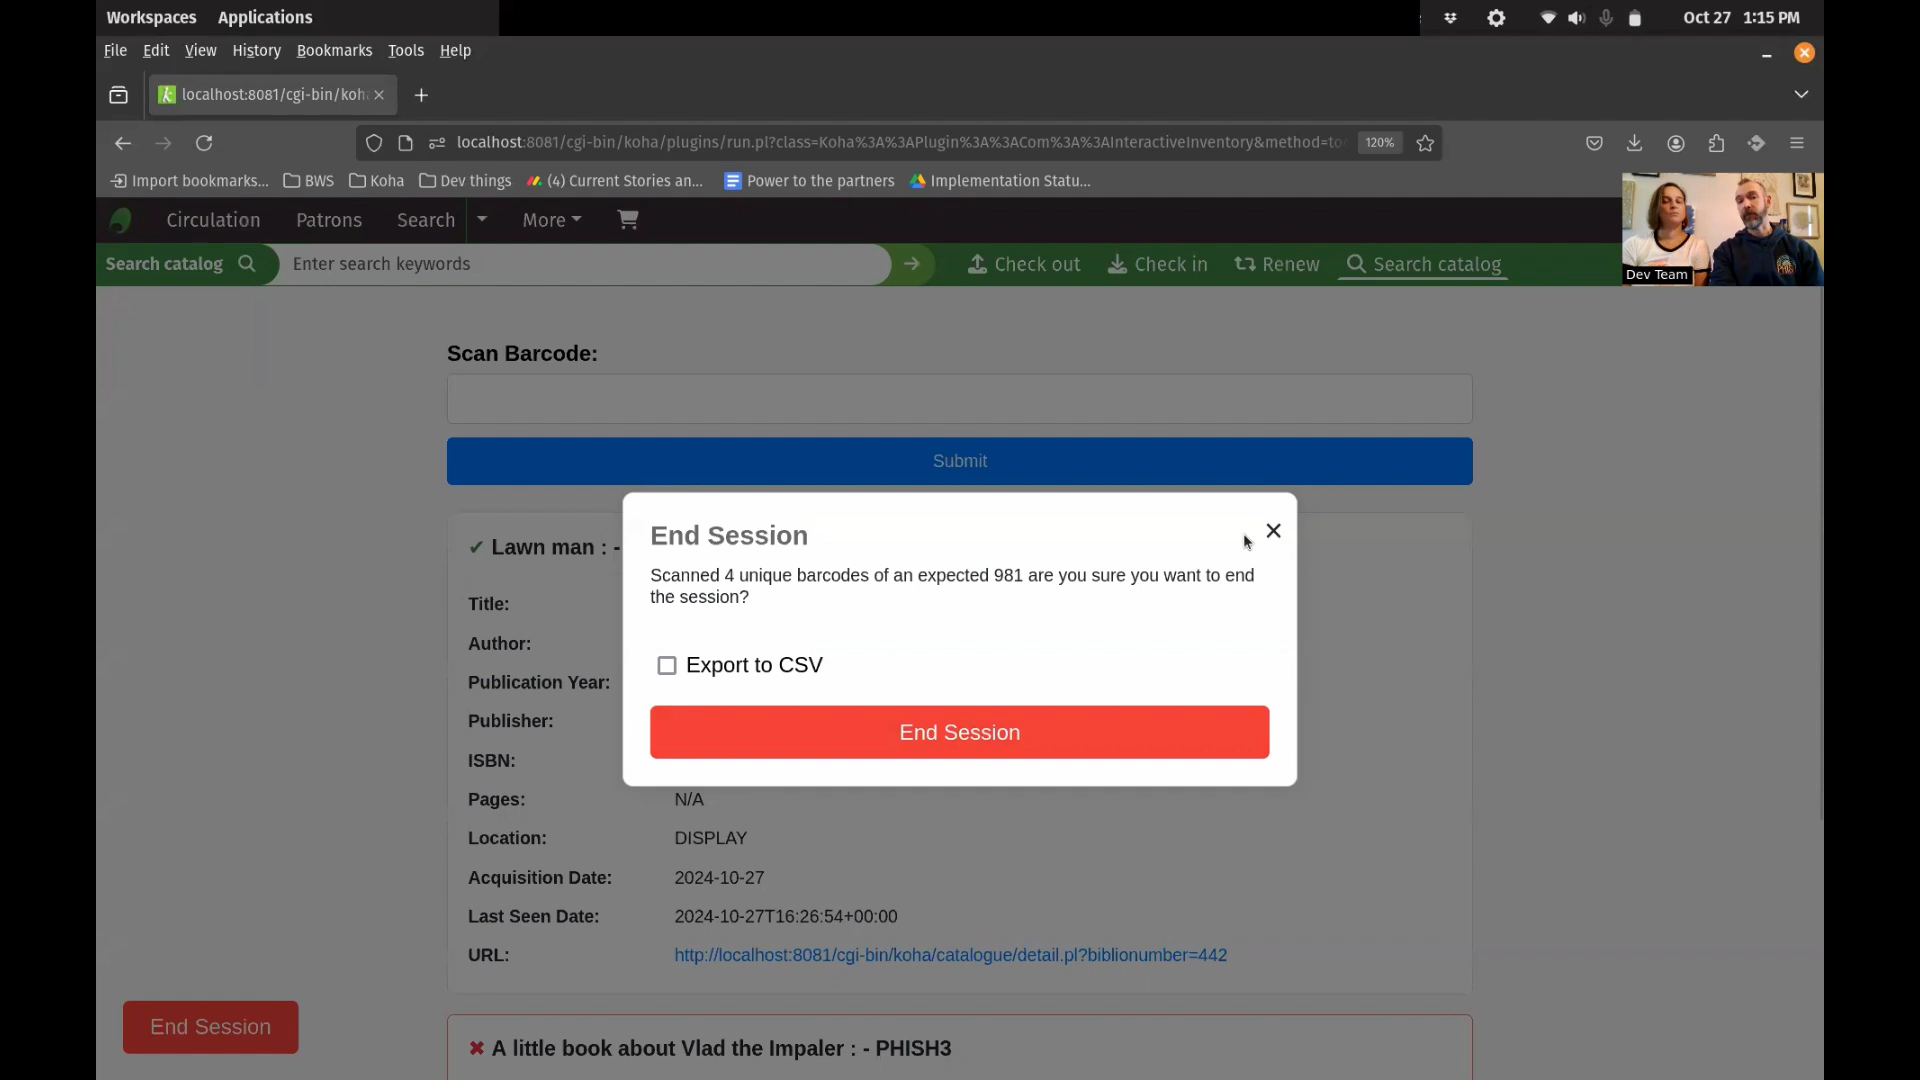 Workspaces Applications Oct 27 1:15 PM
File Edit View History Bookmarks Tools Help
localhost:8081/cgi-bin/koh
localhost:8081/cgi-bin/koha/plugins/run.pl?class=Koha%3A%3APlugin%3A%3ACom%3A%3AInteractiveInventory&method=to 120%
Import bookmarks... BWS Koha Dev things (4) Current Stories an... Power to the partners Implementation Statu...
Circulation Patrons Search More
Search catalog Enter search keywords Check out Check in Renew Search catalog
Dev Team
Scan Barcode:
Submit
End Session
Lawn man : -
Scanned 4 unique barcodes of an expected 981 are you sure you want to end
the session?
Title:
Author:
Export to CSV
Publication Year:
Publisher:
End Session
ISBN:
Pages: N/A
Location: DISPLAY
Acquisition Date: 2024-10-27
Last Seen Date: 2024-10-27T16:26:54+00:00
URL: http://localhost:8081/cgi-bin/koha/catalogue/detail.pl?biblionumber=442
End Session
A little book about Vlad the Impaler : - PHISH3